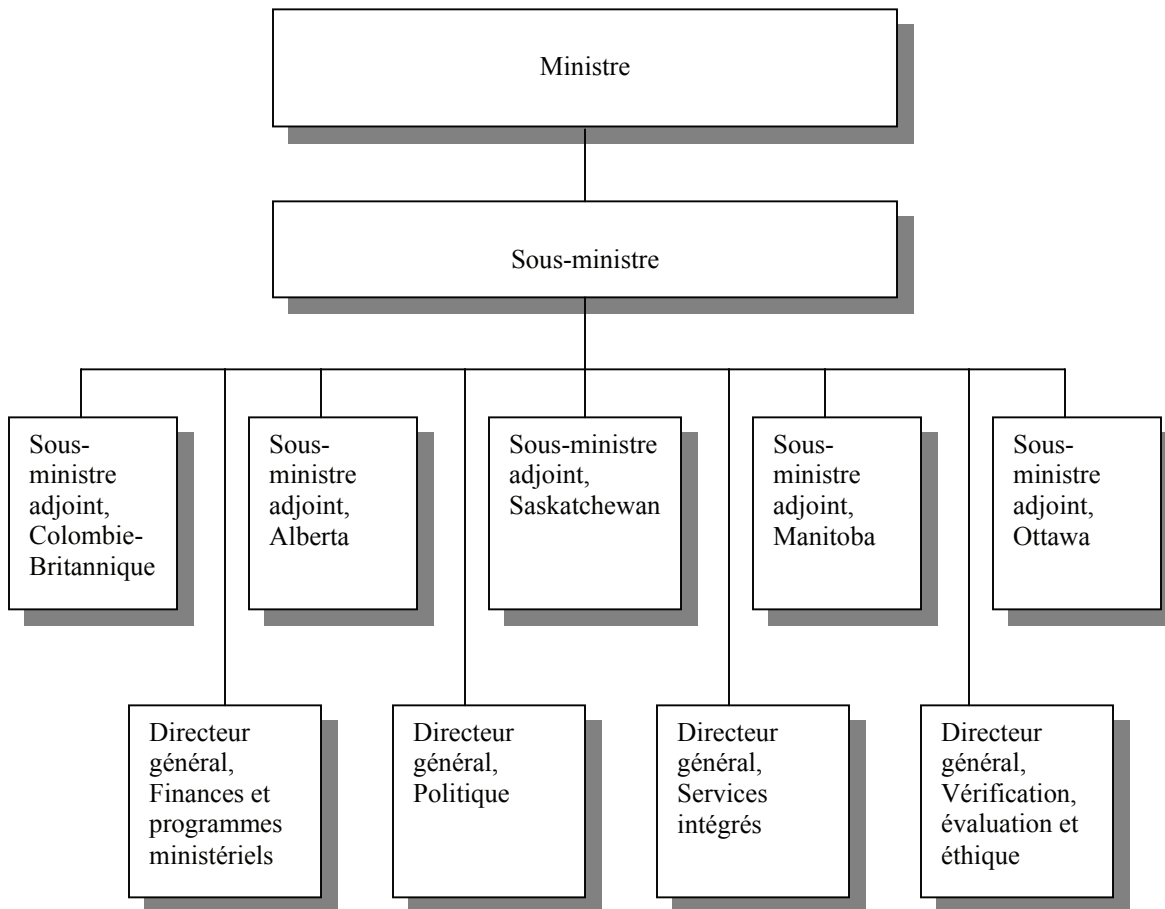 Ministre
Sous-ministre
Sous-
ministre
adjoint,
Colombie-
Britannique
Sous-
ministre
adjoint,
Alberta
Sous-ministre
adjoint,
Saskatchewan
Sous-
ministre
adjoint,
Manitoba
Sous-
ministre
adjoint,
Ottawa
Directeur
général,
Finances et
programmes
ministériels
Directeur
général,
Politique
Directeur
général,
Services
intégrés
Directeur
général,
Vérification,
évaluation et
éthique